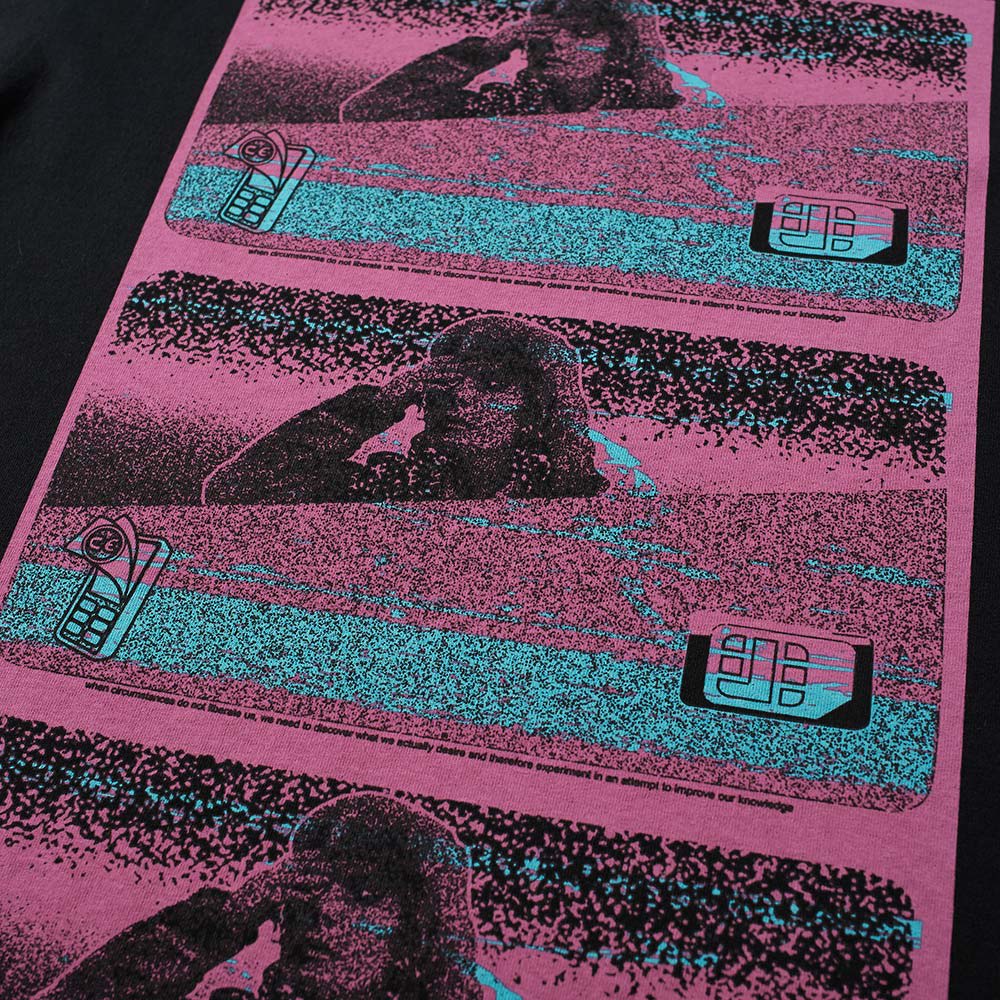 when circumstances do not liberate us, we need to discover what we actually desire and therefore experiment in an attempt to improve our knowledge
when circumstances do not liberate us, we need to discover what we actually desire and therefore experiment in an attempt to improve our knowledge